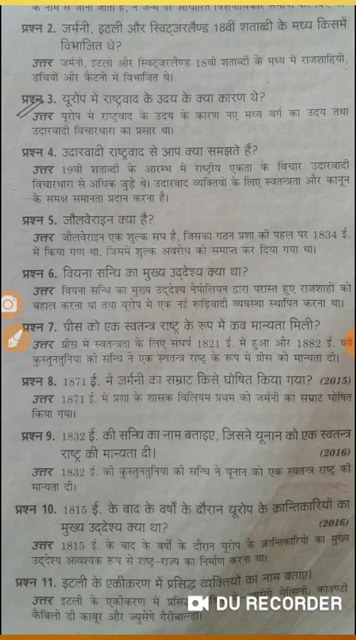 के नाम से जाना जाता है,
प्रश्न 2. जर्मनी, इटली और स्विट्जरलैण्ड 18वीं शताब्दी के मध्य किसमें
विभाजित थे?
उत्तर जर्मनी, इटली और स्विट्जरलैण्ड 18वीं शताब्दी के मध्य में राजशाहियों,
डचियों और कैंटनों में विभाजित थे।
प्रश्न 3. यूरोप में राष्ट्रवाद के उदय के क्या कारण थे?
उत्तर यूरोप में राष्ट्रवाद के उदय के कारण नए मध्य वर्ग का उदय तथा
उदारवादी विचारधारा का प्रसार था।
प्रश्न 4. उदारवादी राष्ट्रवाद से आप क्या समझते हैं?
उत्तर 19वीं शताब्दी के आरम्भ में राष्ट्रीय एकता के विचार उदारवादी
विचारधारा से अधिक जुड़े थे। उदारवाद व्यक्तियों के लिए स्वतन्त्रता और कानून
के समक्ष समानता प्रदान करना है।
प्रश्न 5. जौलवेराइन क्या है?
उत्तर जौलवेराइन एक शुल्क संघ है, जिसका गठन प्रशा की पहल पर 1834 ई.
में किया गया था, जिसमें शुल्क अवरोध को समाप्त कर दिया गया था।
प्रश्न 6. वियना सन्धि का मुख्य उद्देश्य क्या था?
उत्तर वियना सन्धि का मुख्य उद्देश्य नेपोलियन द्वारा परास्त हुए राजशाहों को
बहाल करना था तथा यूरोप में एक नई रूढ़िवादी व्यवस्था स्थापित करना था।
प्रश्न 7. ग्रीस को एक स्वतन्त्र राष्ट्र के रूप में कब मान्यता मिली?
उत्तर ग्रीस में स्वतन्त्रता के लिए संघर्ष 1821 ई. में हुआ और 1882 ई. की
कुस्तुनतुनिया की सन्धि ने एक स्वतन्त्र राष्ट्र के रूप में ग्रीस को मान्यता दी।
प्रश्न 8. 1871 ई. में जर्मनी का सम्राट किसे घोषित किया गया? (2015)
उत्तर 1871 ई. में प्रशा के शासक विलियम प्रथम को जर्मनी का सम्राट घोषित
किया गया।
प्रश्न 9. 1832 ई. की सन्धि का नाम बताइए, जिसने यूनान को एक स्वतन्त्र
राष्ट्र की मान्यता दी। (2016)
उत्तर 1832 ई. को कुस्तुनतुनिया की सन्धि ने यूनान को एक स्वतन्त्र राष्ट्र की
मान्यता दी।
प्रश्न 10. 1815 ई. के बाद के वर्षों के दौरान यूरोप के क्रान्तिकारियों का
मुख्य उद्देश्य क्या था? (2016)
उत्तर 1815 ई. के बाद के वर्षों के दौरान यूरोप के क्रान्तिकारियों का मुख्य
उद्देश्य आवश्यक रूप से राष्ट्र-राज्य का निर्माण करना था।
प्रश्न 11. इटली के एकीकरण में प्रसिद्ध व्यक्तियों का नाम बताए।
उत्तर इटली के एकीकरण में प्रसिद्ध काउण्टो
कैमिलो डी कावूर और ज्युसेपे गैरीबाल्डी।
DU RECORDER